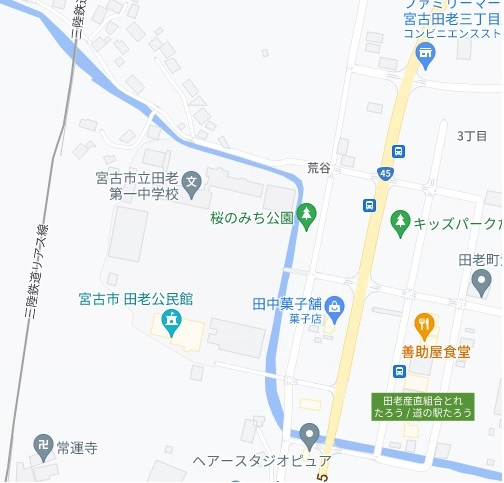 ファミリーマー
宮古田老三丁目
コンビニエンススト
三陸鉄道
3丁目
荒谷
45
宮古市立田老
第一中学校
文
桜のみち公園
キッズパーク
三陸鉄道リアス線
田老町
宮古市 田老公民館
田中菓子舗
菓子店
善助屋食堂
田老産直組合とれ
たろう / 道の駅たろう
常運寺
ヘアースタジオピュア
5